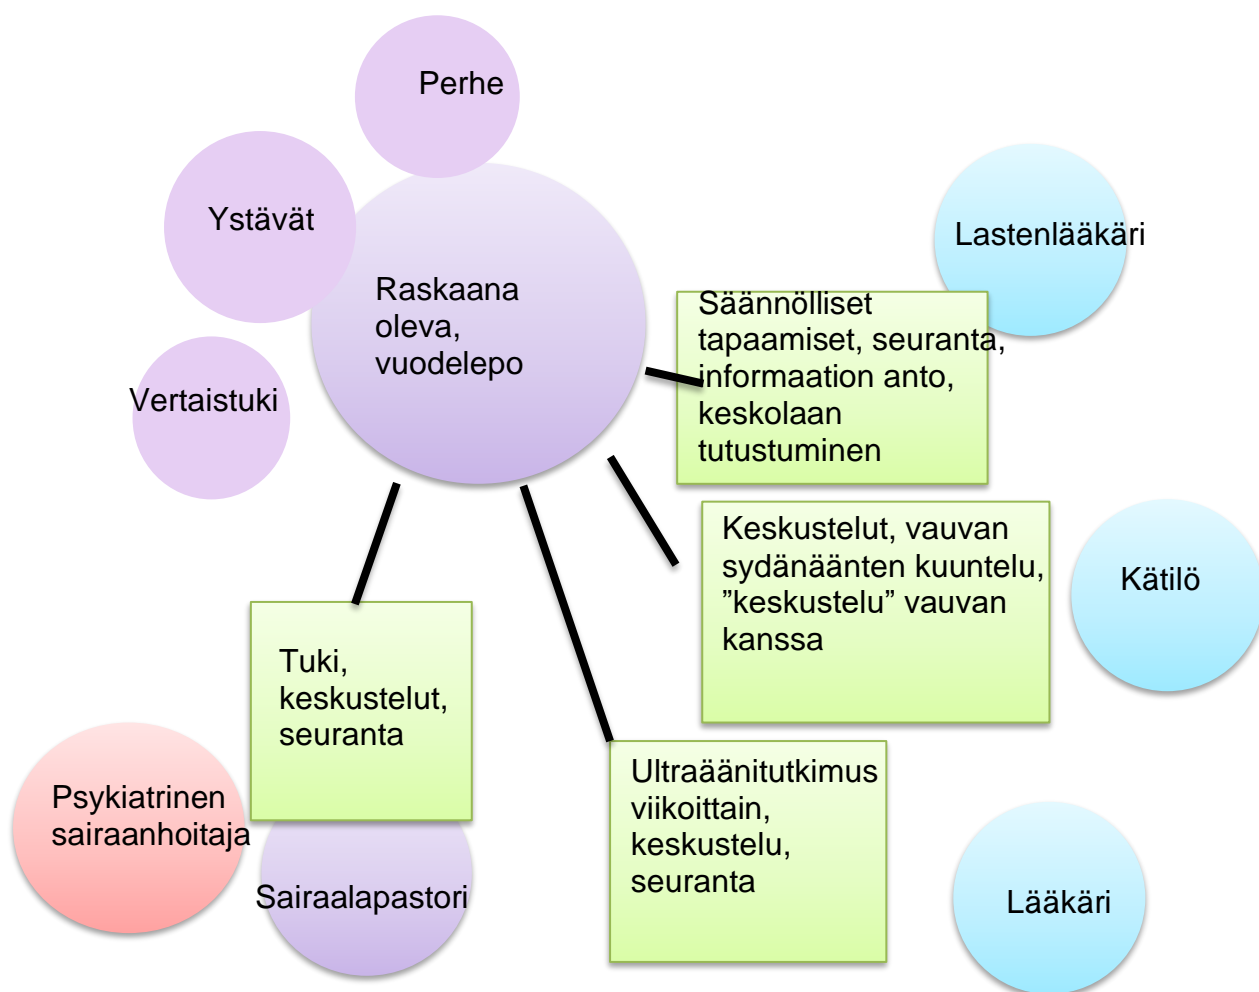 Perhe
Ystävät
Vertaistuki
Raskaana
oleva,
vuodelepo
Lastenlääkäri
Säännölliset
tapaamiset, seuranta,
informaation anto,
keskolaan
tutustuminen
Keskustelut, vauvan
sydänäänten kuuntelu,
”keskustelu” vauvan
kanssa
Kätilö
Tuki,
keskustelut,
seuranta
Psykiatrinen
sairaanhoitaja
Sairaalapastori
Ultraäänitutkimus
viikoittain,
keskustelu,
seuranta
Lääkäri